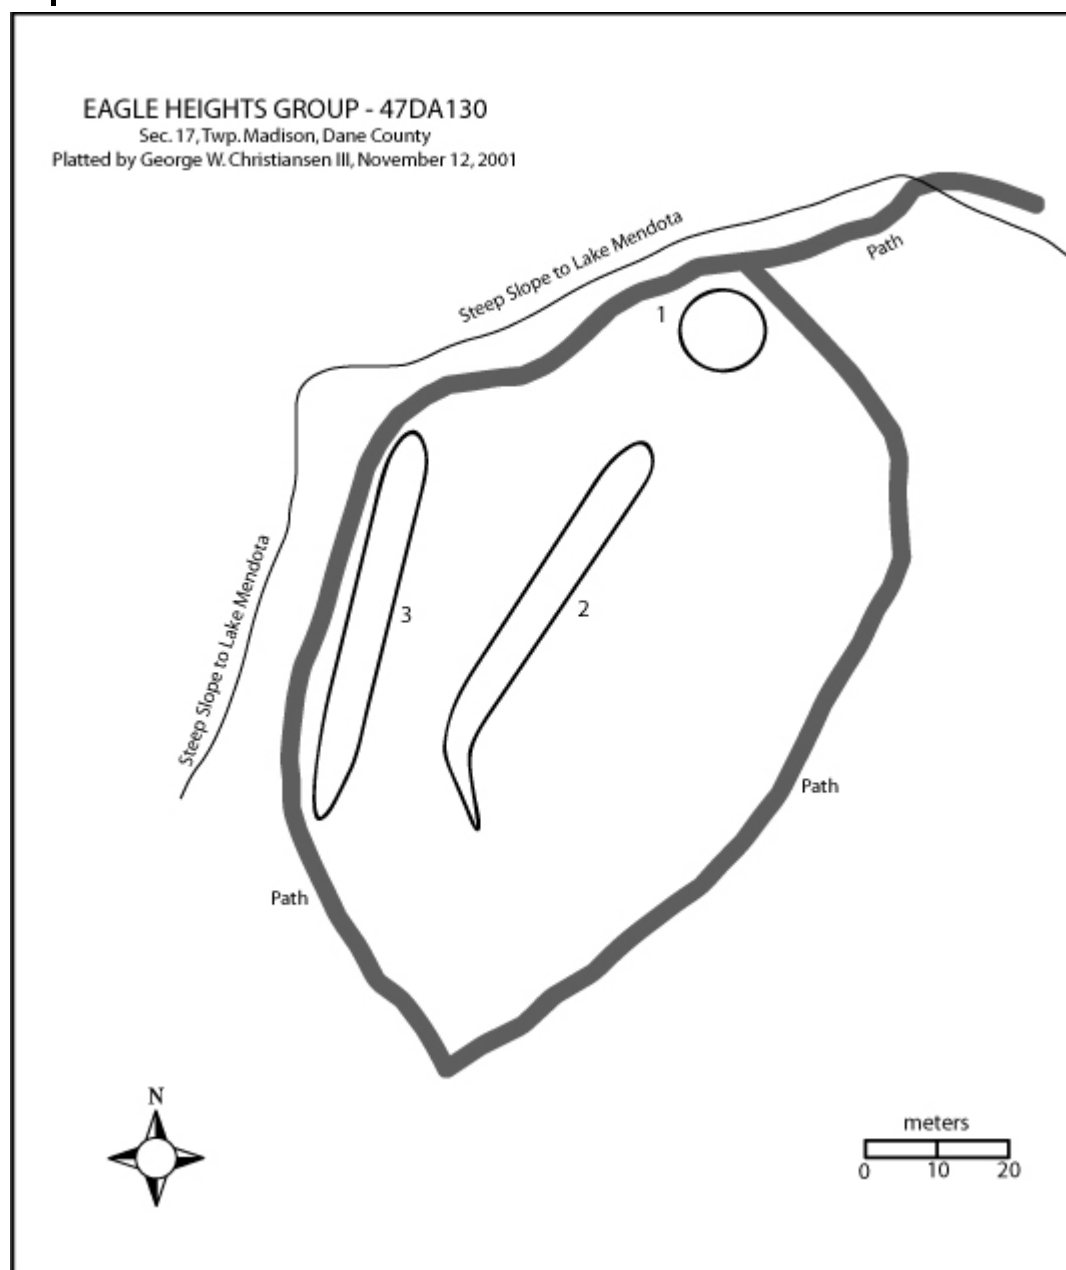 EAGLE HEIGHTS GROUP - 47DA130
Sec. 17, Twp. Madison, Dane County
Platted by George W. Christiansen III, November 12, 2001
Steep Slope to Lake Mendota
Path
1
Steep Slope to Lake Mendota
3
2
Path
Path
N
meters
0 10 20